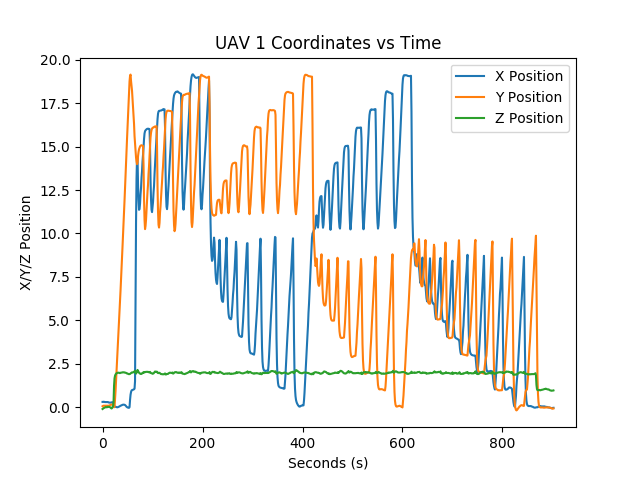 UAV 1 Coordinates vs Time
X Position
Y Position
Z Position
20.0
17.5
15.0
12.5
10.0
7.5
5.0
2.5
0.0
X/Y/Z Position
0 200 400 600 800
Seconds (s)